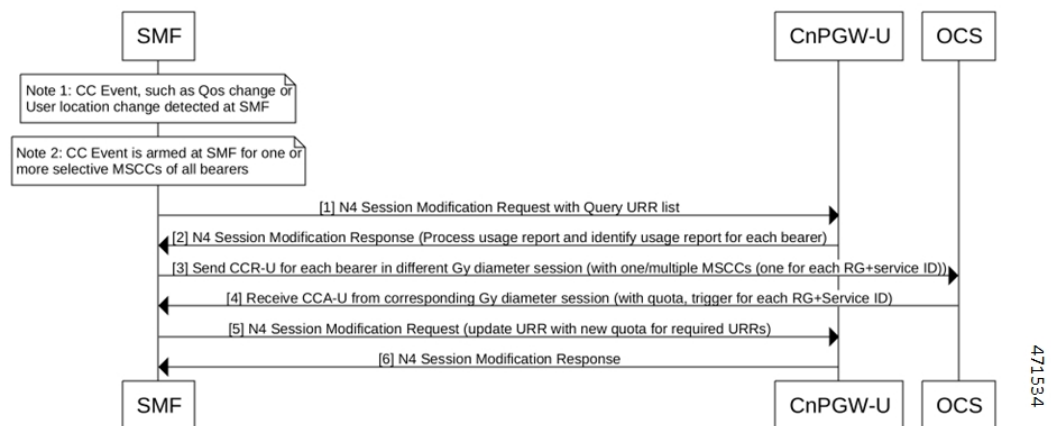 SMF
CnPGW-U
OCS
Note 1: CC Event, such as Qos change or
User location change detected at SMF
Note 2: CC Event is armed at SMF for one or
more selective MSCCs of all bearers
[1] N4 Session Modification Request with Query URR list
[2] N4 Session Modification Response (Process usage report and identify usage report for each bearer)
[3] Send CCR-U for each bearer in different Gy diameter session (with one/multiple MSCCs (one for each RG+service ID))
[4] Receive CCA-U from corresponding Gy diameter session (with quota, trigger for each RG+Service ID)
[5] N4 Session Modification Request (update URR with new quota for required URRs)
[6] N4 Session Modification Response
SMF
CnPGW-U
OCS
471534